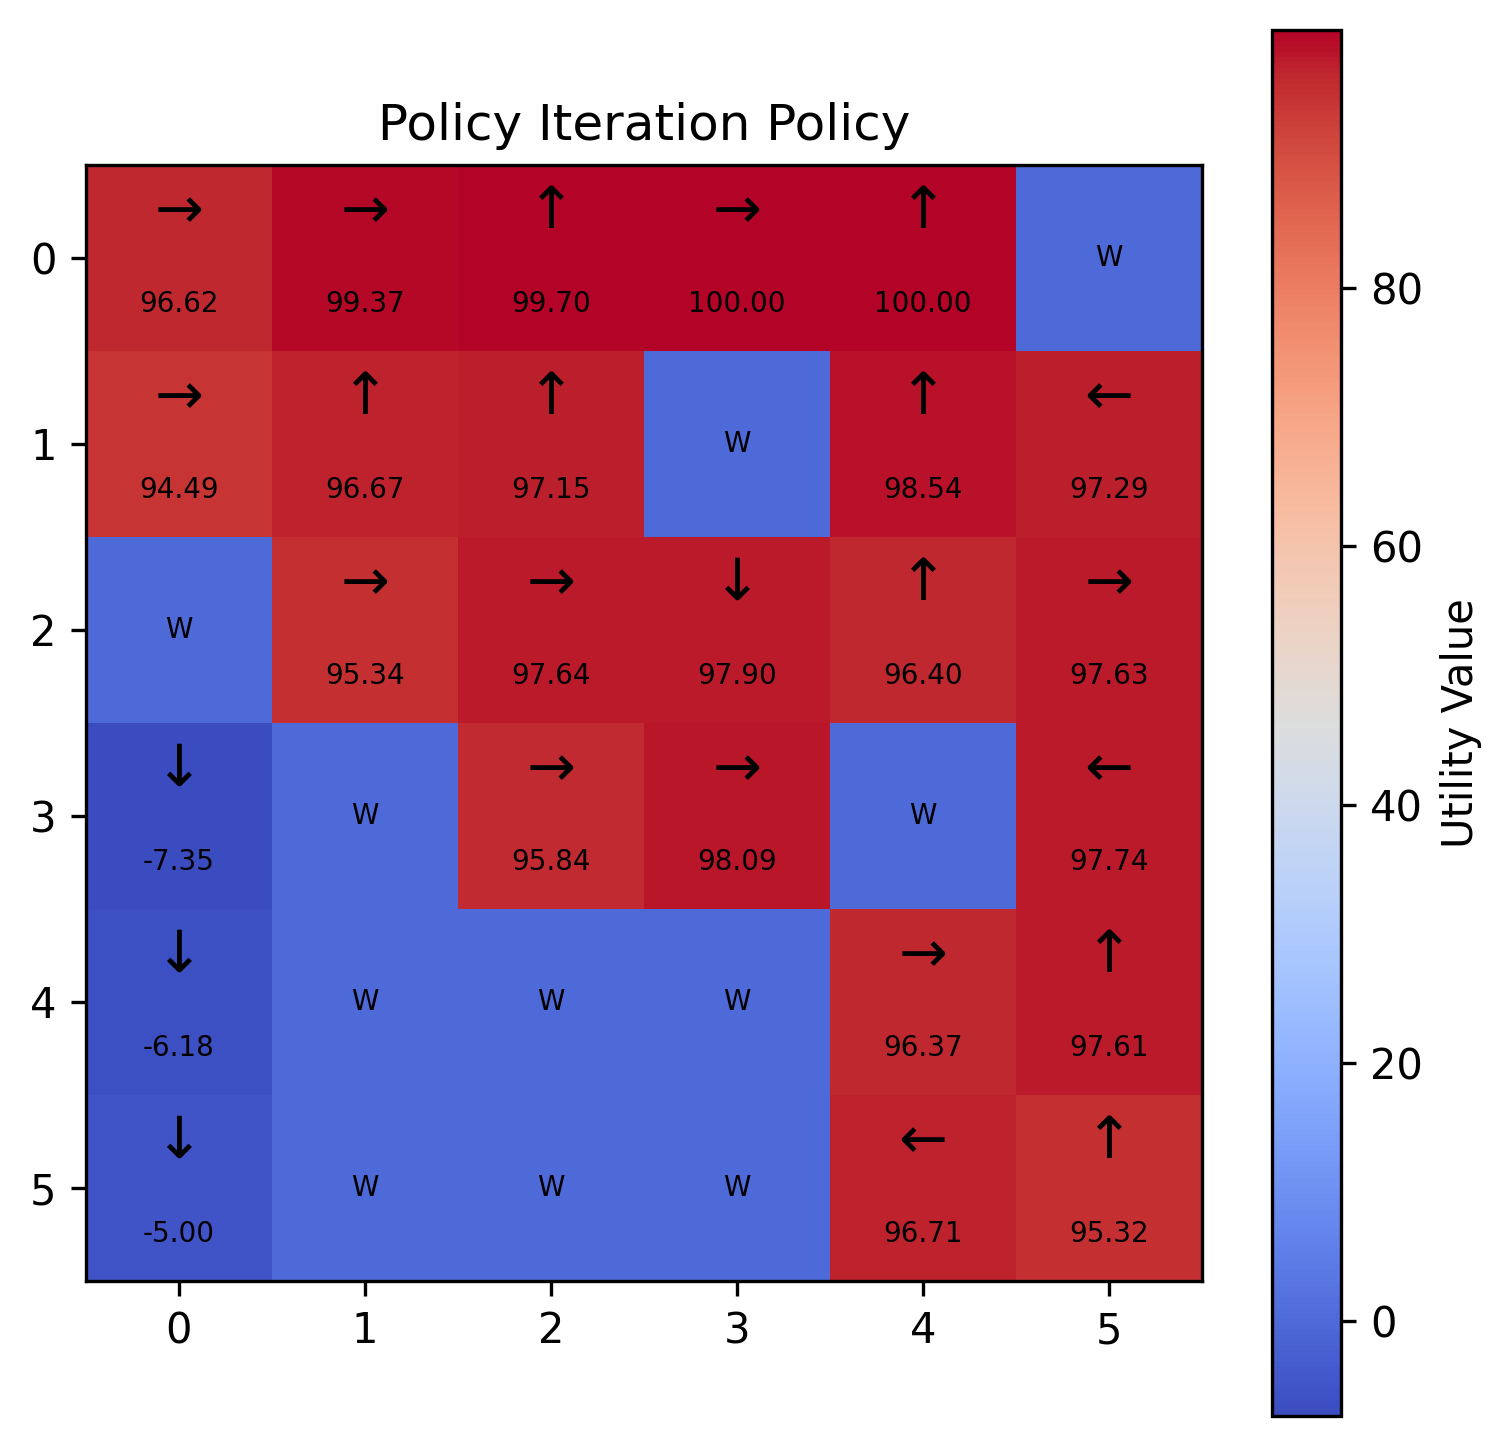 Policy Iteration Policy
0 → → ↑ → ↑ W
96.62 99.37 99.70 100.00 100.00
1 → ↑ ↑ W ↑ ←
94.49 96.67 97.15 98.54 97.29
2 W → → ↓ ↑ →
95.34 97.64 97.90 96.40 97.63
3 ↓ W → → W ←
-7.35 95.84 98.09 97.74
4 ↓ W W W → ↑
-6.18 96.37 97.61
5 ↓ W W W ← ↑
-5.00 96.71 95.32
0 1 2 3 4 5
80
60
40
20
0
Utility Value